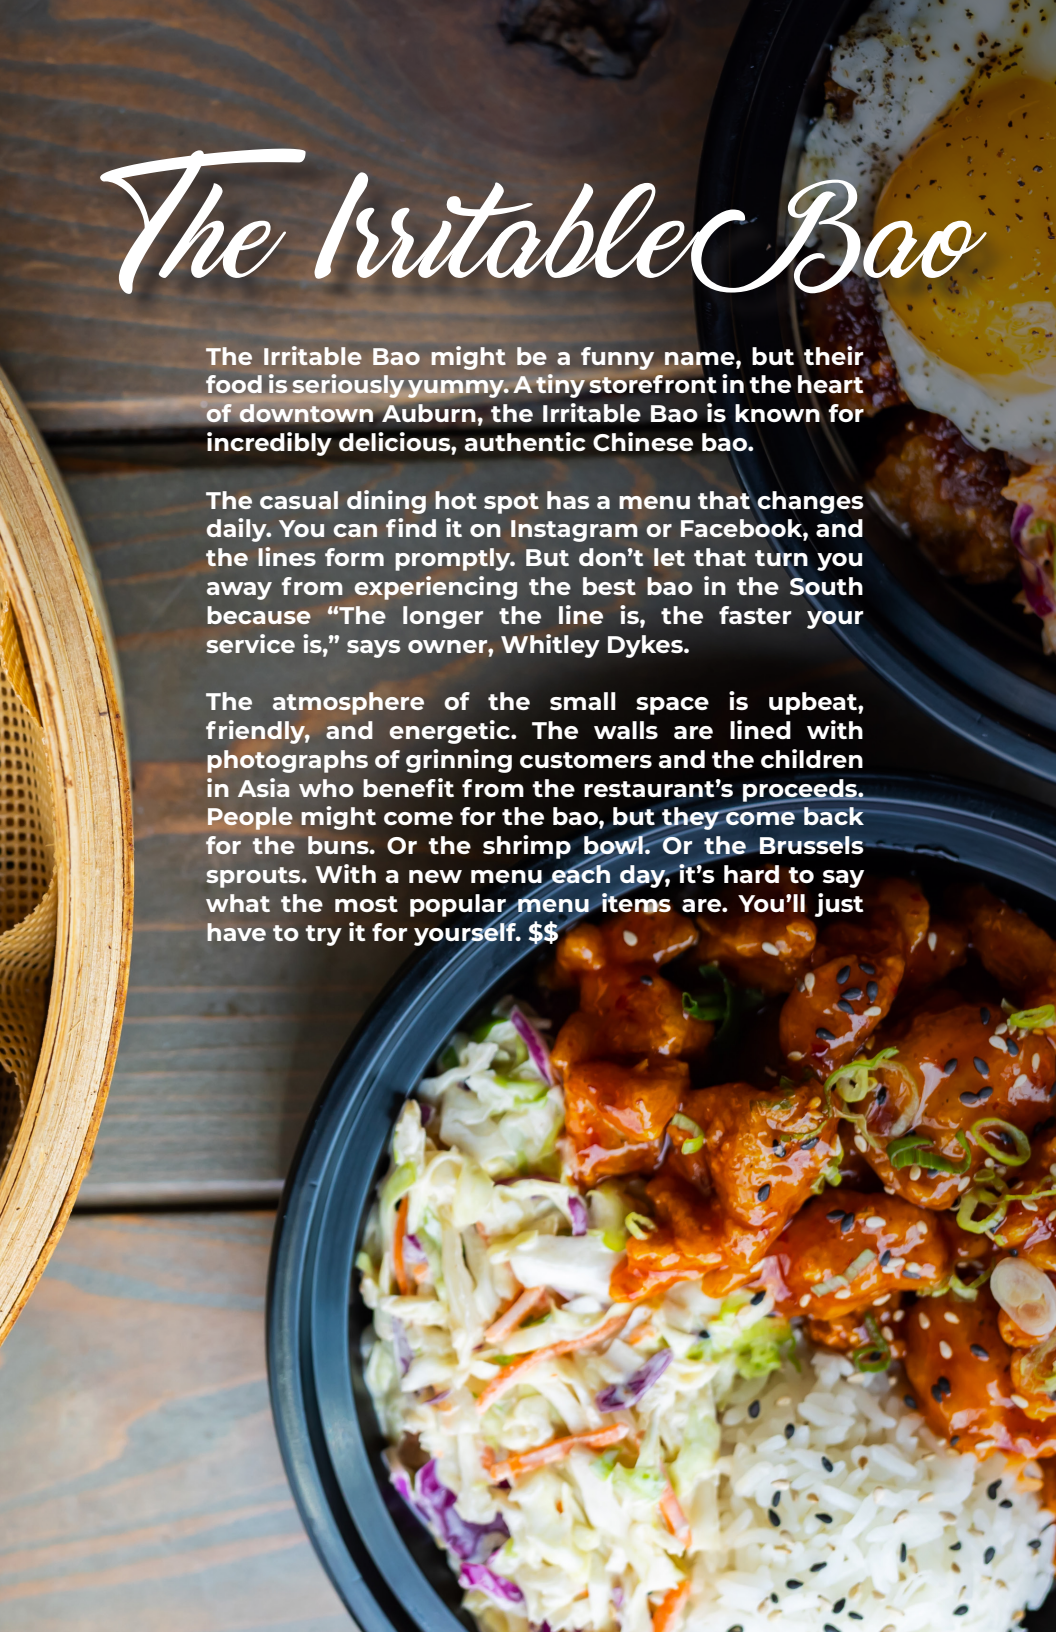 The Irritable Bao
The Irritable Bao might be a funny name, but their
food is seriously yummy. A tiny storefront in the heart
of downtown Auburn, the Irritable Bao is known for
incredibly delicious, authentic Chinese bao.
The casual dining hot spot has a menu that changes
daily. You can find it on Instagram or Facebook, and
the lines form promptly. But don’t let that turn you
away from experiencing the best bao in the South
because “The longer the line is, the faster your
service is,” says owner, Whitley Dykes.
The atmosphere of the small space is upbeat,
friendly, and energetic. The walls are lined with
photographs of grinning customers and the children
in Asia who benefit from the restaurant’s proceeds.
People might come for the bao, but they come back
for the buns. Or the shrimp bowl. Or the Brussels
sprouts. With a new menu each day, it’s hard to say
what the most popular menu items are. You’ll just
have to try it for yourself. $$